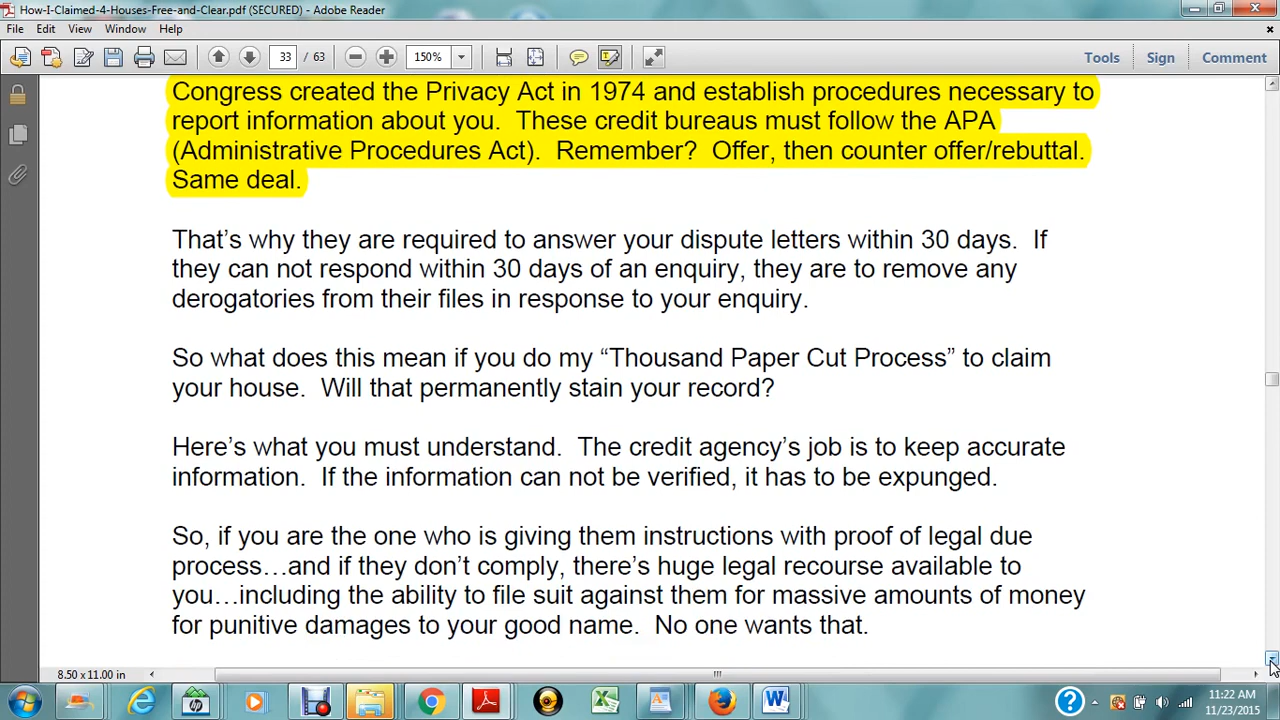 How-I-Claimed-4-Houses-Free-and-Clear.pdf (SECURED) - Adobe Reader
File Edit View Window Help
33 / 63 150% Tools Sign Comment
Congress created the Privacy Act in 1974 and establish procedures necessary to
report information about you. These credit bureaus must follow the APA
(Administrative Procedures Act). Remember? Offer, then counter offer/rebuttal.
Same deal.
That’s why they are required to answer your dispute letters within 30 days. If
they can not respond within 30 days of an enquiry, they are to remove any
derogatories from their files in response to your enquiry.
So what does this mean if you do my “Thousand Paper Cut Process” to claim
your house. Will that permanently stain your record?
Here’s what you must understand. The credit agency’s job is to keep accurate
information. If the information can not be verified, it has to be expunged.
So, if you are the one who is giving them instructions with proof of legal due
process…and if they don’t comply, there’s huge legal recourse available to
you…including the ability to file suit against them for massive amounts of money
for punitive damages to your good name. No one wants that.
8.50 x 11.00 in
11:22 AM
11/23/2015